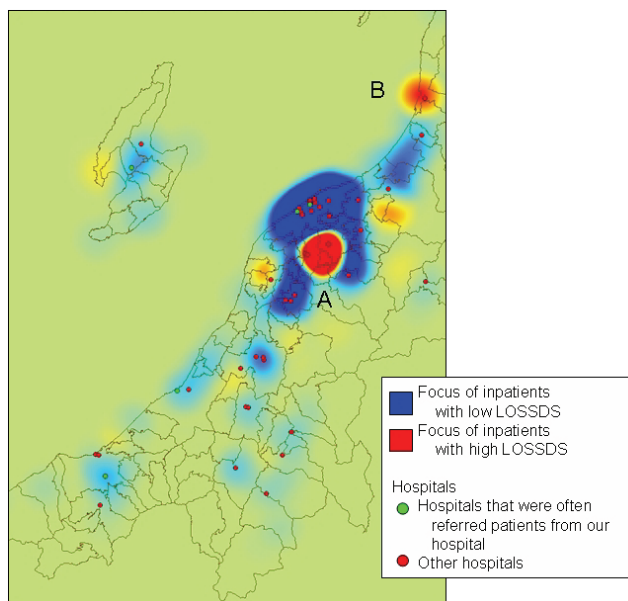 B
A
Focus of inpatients
with low LOSSDS
Focus of inpatients
with high LOSSDS
Hospitals
Hospitals that were often
referred patients from our
hospital
Other hospitals